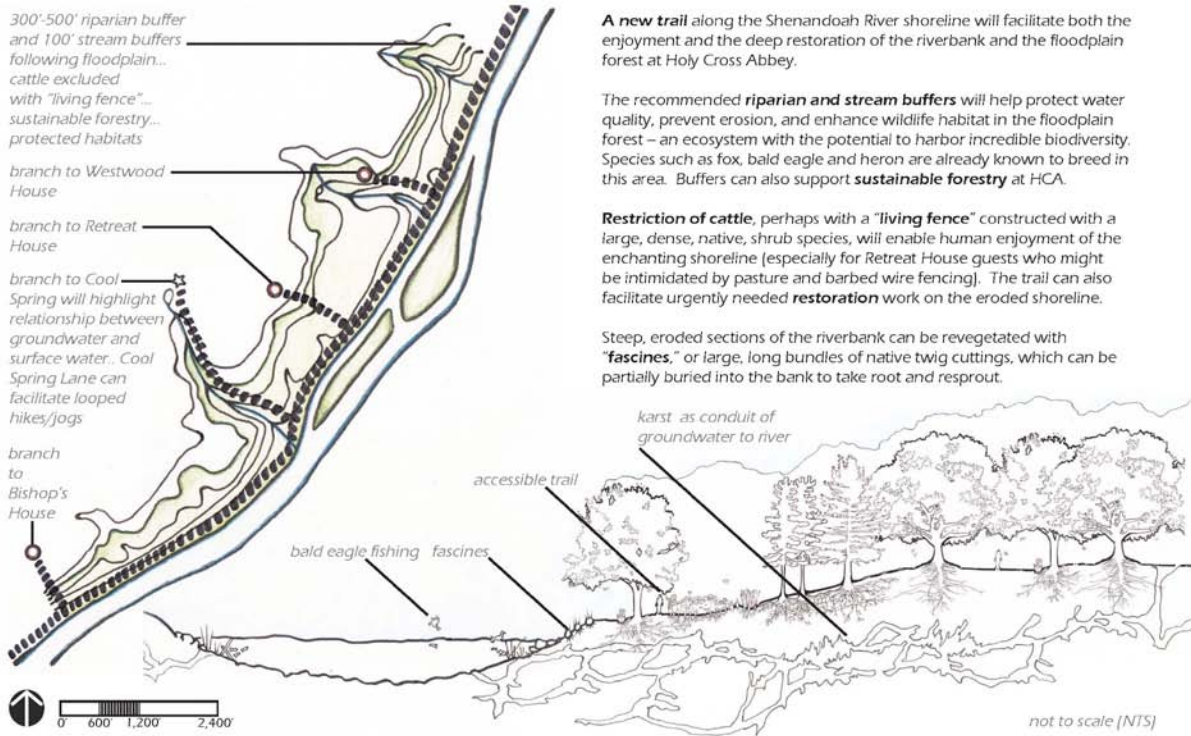 300'-500' riparian buffer
and 100' stream buffers
following floodplain...
cattle excluded
with "living fence"...
sustainable forestry...
protected habitats
branch to Westwood
House
branch to Retreat
House
branch to Cool
Spring will highlight
relationship between
groundwater and
surface water.. Cool
Spring Lane can
facilitate looped
hikes/jogs
branch
to
Bishop's
House
0' 600' 1,200' 2,400'
A new trail along the Shenandoah River shoreline will facilitate both the
enjoyment and the deep restoration of the riverbank and the floodplain
forest at Holy Cross Abbey.
The recommended riparian and stream buffers will help protect water
quality, prevent erosion, and enhance wildlife habitat in the floodplain
forest – an ecosystem with the potential to harbor incredible biodiversity.
Species such as fox, bald eagle and heron are already known to breed in
this area. Buffers can also support sustainable forestry at HCA.
Restriction of cattle, perhaps with a "living fence" constructed with a
large, dense, native, shrub species, will enable human enjoyment of the
enchanting shoreline (especially for Retreat House guests who might
be intimidated by pasture and barbed wire fencing). The trail can also
facilitate urgently needed restoration work on the eroded shoreline.
Steep, eroded sections of the riverbank can be revegetated with
"fascines," or large, long bundles of native twig cuttings, which can be
partially buried into the bank to take root and resprout.
karst as conduit of
groundwater to river
accessible trail
bald eagle fishing fascines
not to scale (NTS)